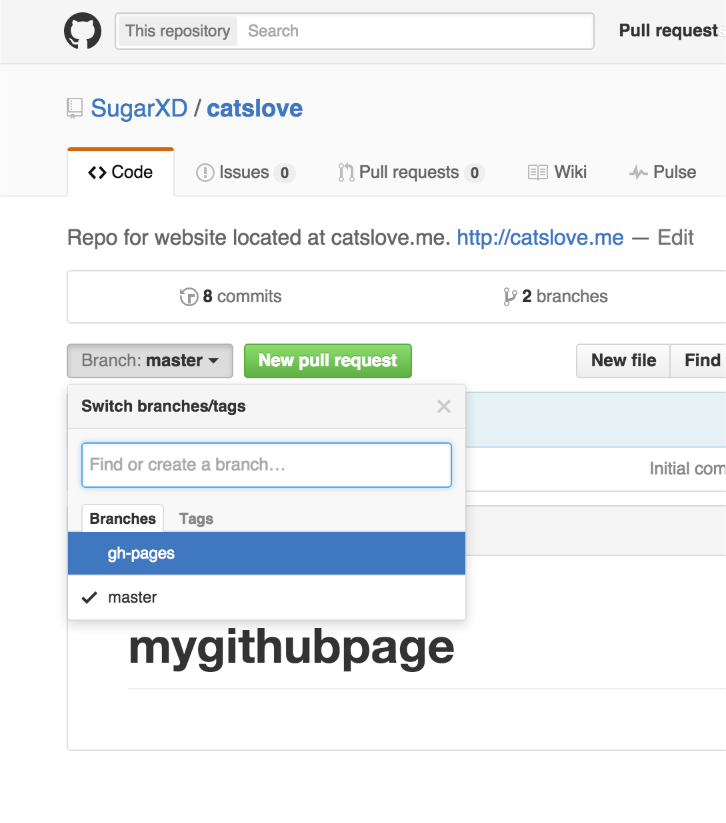 This repository Search Pull request
SugarXD / catslove
Code Issues 0 Pull requests 0 Wiki Pulse
Repo for website located at catslove.me. http://catslove.me — Edit
8 commits 2 branches
Branch: master New pull request New file Find
Switch branches/tags
Find or create a branch…
Initial com
Branches Tags
gh-pages
master
mygithubpage